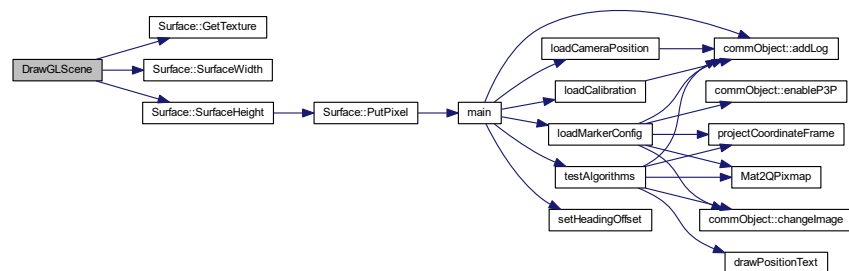 DrawGLScene
Surface::GetTexture
Surface::SurfaceWidth
Surface::SurfaceHeight
Surface::PutPixel
main
loadCameraPosition
loadCalibration
loadMarkerConfig
testAlgorithms
setHeadingOffset
commObject::addLog
commObject::enableP3P
projectCoordinateFrame
Mat2QPixmap
commObject::changeImage
drawPositionText